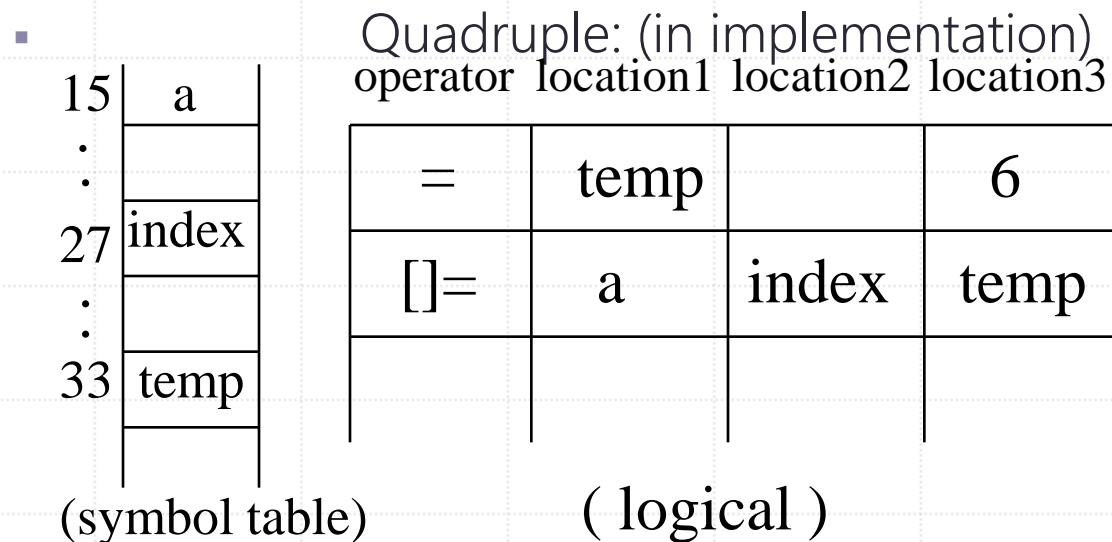 Quadruple: (in implementation)
operator location1 location2 location3
15 a
:
27 index
:
33 temp
(symbol table)
= temp 6
[]= a index temp
( logical )